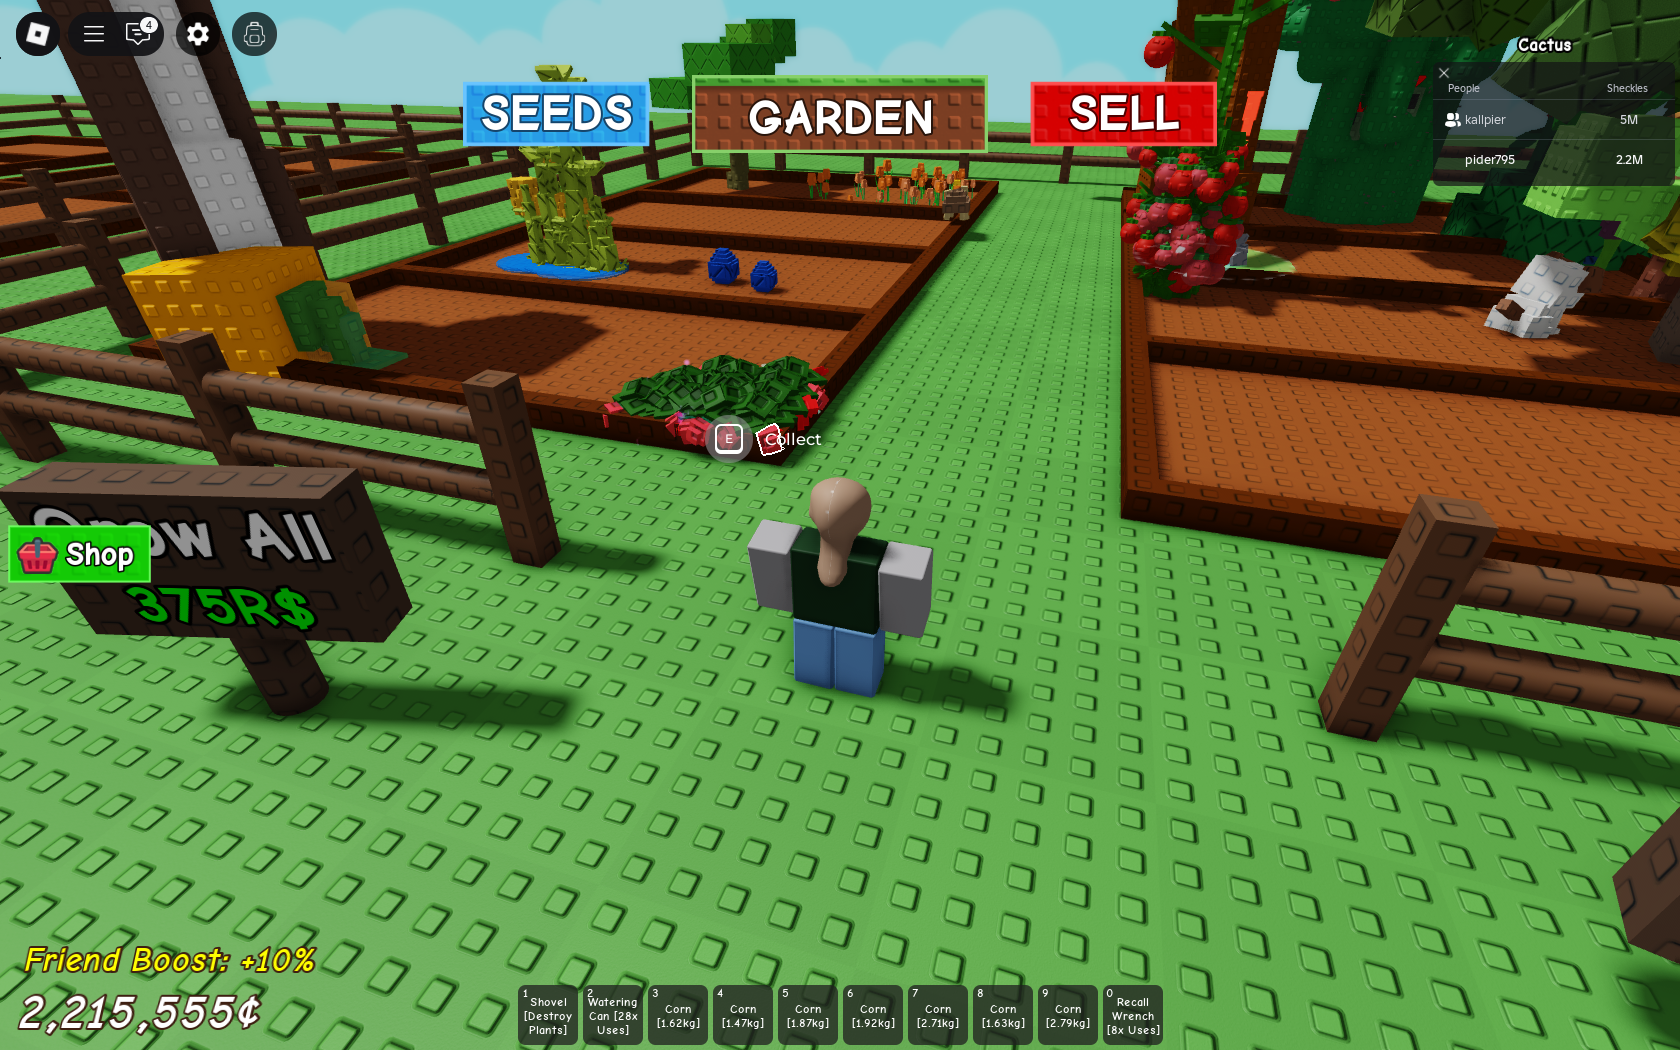 4
Cactus
SEEDS
GARDEN
SELL
People Sheckles
kallpier 5M
pider795 2.2M
E Collect
Grow All
375R$
Shop
Friend Boost: +10%
2,215,555¢
1 Shovel [Destroy Plants]
2 Watering Can [28x Uses]
3 Corn [1.62kg]
4 Corn [1.47kg]
5 Corn [1.87kg]
6 Corn [1.92kg]
7 Corn [2.71kg]
8 Corn [1.63kg]
9 Corn [2.79kg]
0 Recall Wrench [8x Uses]